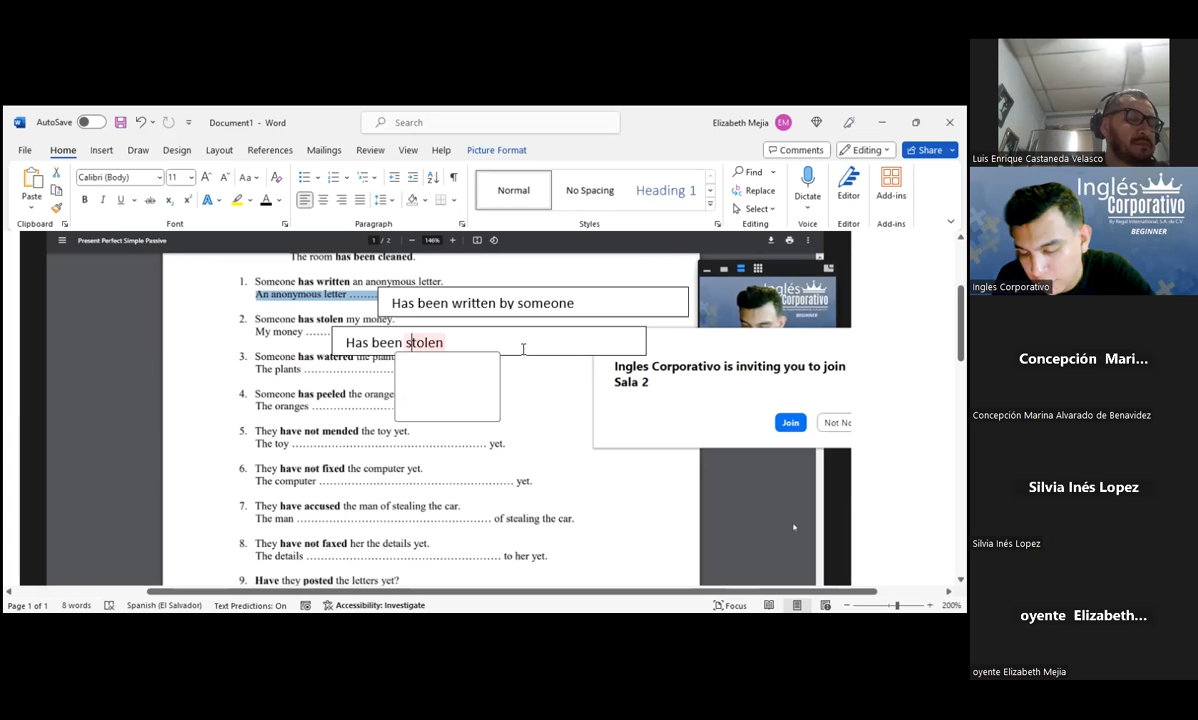 AutoSave
Document1 - Word
Search
Elizabeth Mejia
EM
File Home Insert Draw Design Layout References Mailings Review View Help Picture Format
Comments
Editing
Share
Paste
Calibri (Body)
11
Normal
No Spacing
Heading 1
Find
Replace
Select
Dictate
Editor
Add-ins
Clipboard
Font
Paragraph
Styles
Editing
Voice
Editor
Add-ins
Present Perfect Simple Passive
1 / 2
146%
The room has been cleaned.
1. Someone has written an anonymous letter.
An anonymous letter ........
Has been written by someone
2. Someone has stolen my money.
My money ......
Has been stolen
3. Someone has watered the plant
The plants ......................
4. Someone has peeled the orange
The oranges ....................
5. They have not mended the toy yet.
The toy .................................................. yet.
6. They have not fixed the computer yet.
The computer .................................................. yet.
7. They have accused the man of stealing the car.
The man .................................................. of stealing the car.
8. They have not faxed her the details yet.
The details .................................................. to her yet.
9. Have they posted the letters yet?
Ingles Corporativo is inviting you to join
Sala 2
Join
Not No
Page 1 of 1
8 words
Spanish (El Salvador)
Text Predictions: On
Accessibility: Investigate
Focus
200%
Luis Enrique Castaneda Velasco
Inglés
Corporativo
By Regal International, S.A. de C.V.
BEGINNER
Ingles Corporativo
Concepción Mari...
Concepción Marina Alvarado de Benavidez
Silvia Inés Lopez
Silvia Inés Lopez
oyente Elizabeth...
oyente Elizabeth Mejia